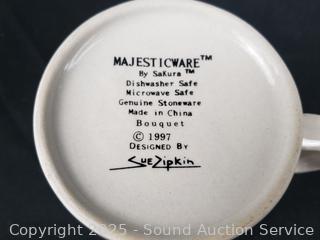 MAJESTICWARE™
By Sakura™
Dishwasher Safe
Microwave Safe
Genuine Stoneware
Made in China
Bouquet
© 1997
DESIGNED BY
Sue Zipkin
Copyright 2025 - Sound Auction Service